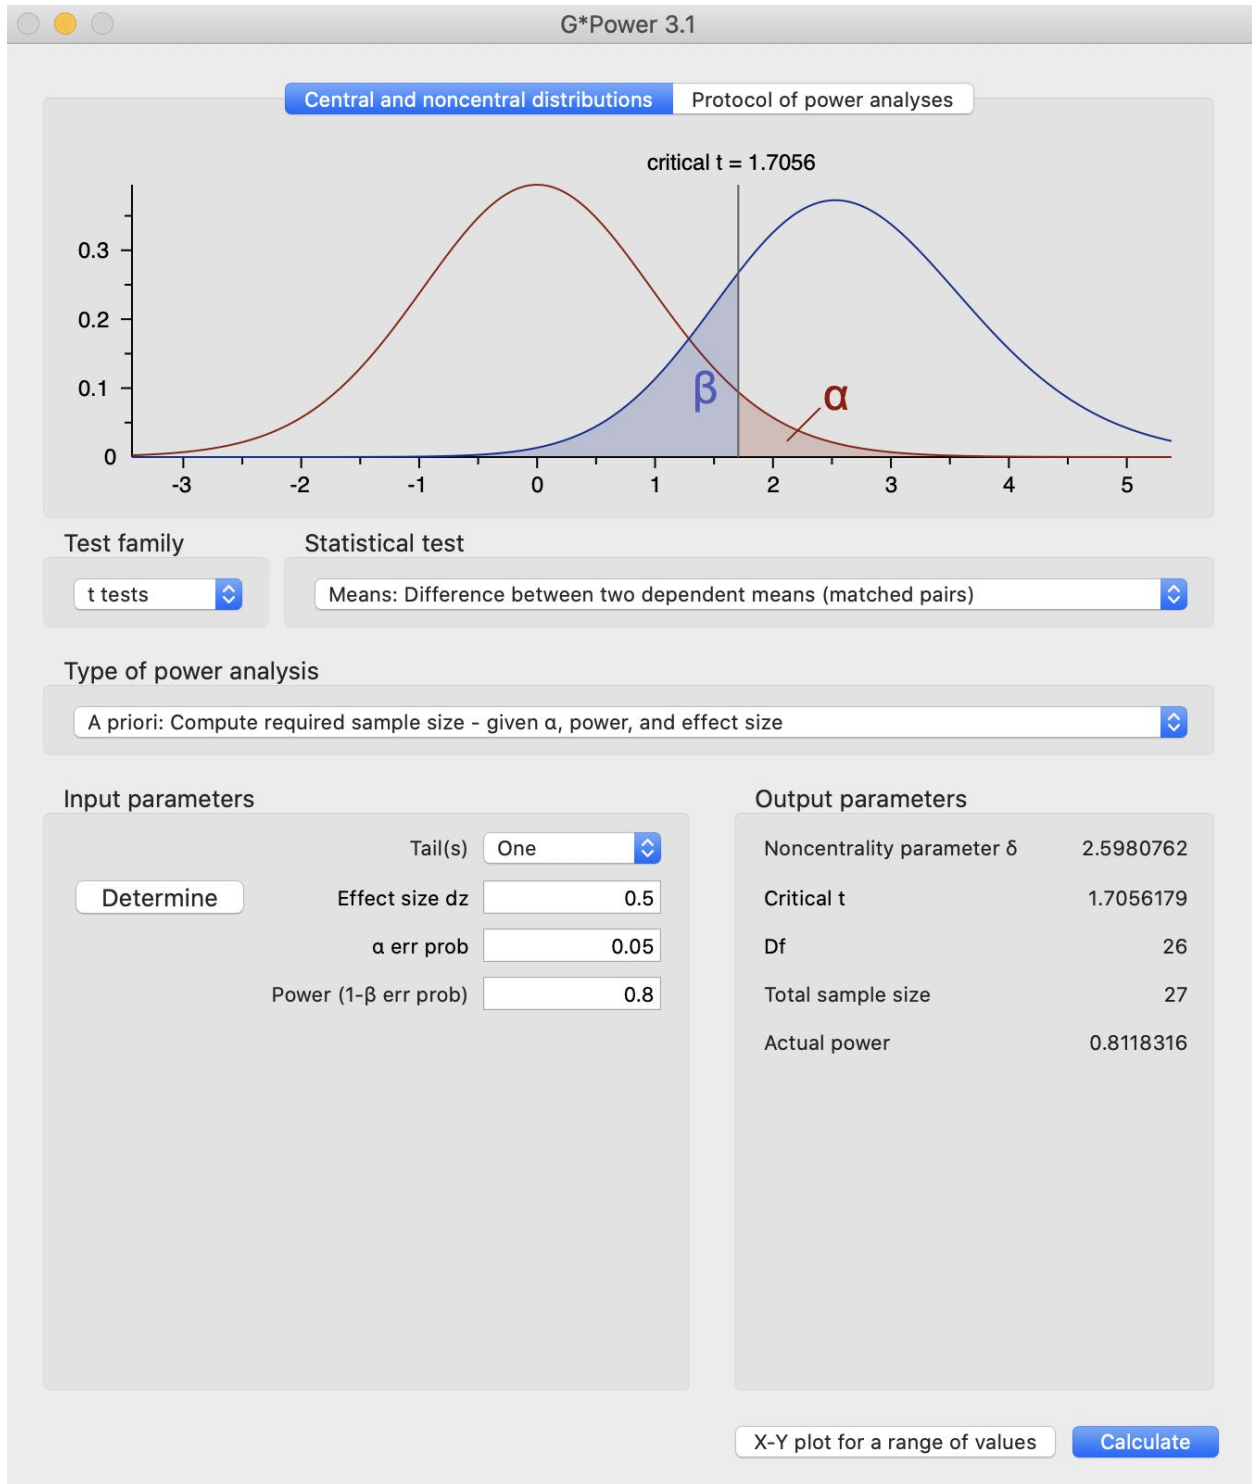 G*Power 3.1
Central and noncentral distributions Protocol of power analyses
critical t = 1.7056
0.3
0.2
0.1
0
β
α
-3 -2 -1 0 1 2 3 4 5
Test family Statistical test
t tests Means: Difference between two dependent means (matched pairs)
Type of power analysis
A priori: Compute required sample size - given α, power, and effect size
Input parameters Output parameters
Tail(s) One Noncentrality parameter δ 2.5980762
Determine Effect size dz 0.5 Critical t 1.7056179
α err prob 0.05 Df 26
Power (1-β err prob) 0.8 Total sample size 27
Actual power 0.8118316
X-Y plot for a range of values Calculate